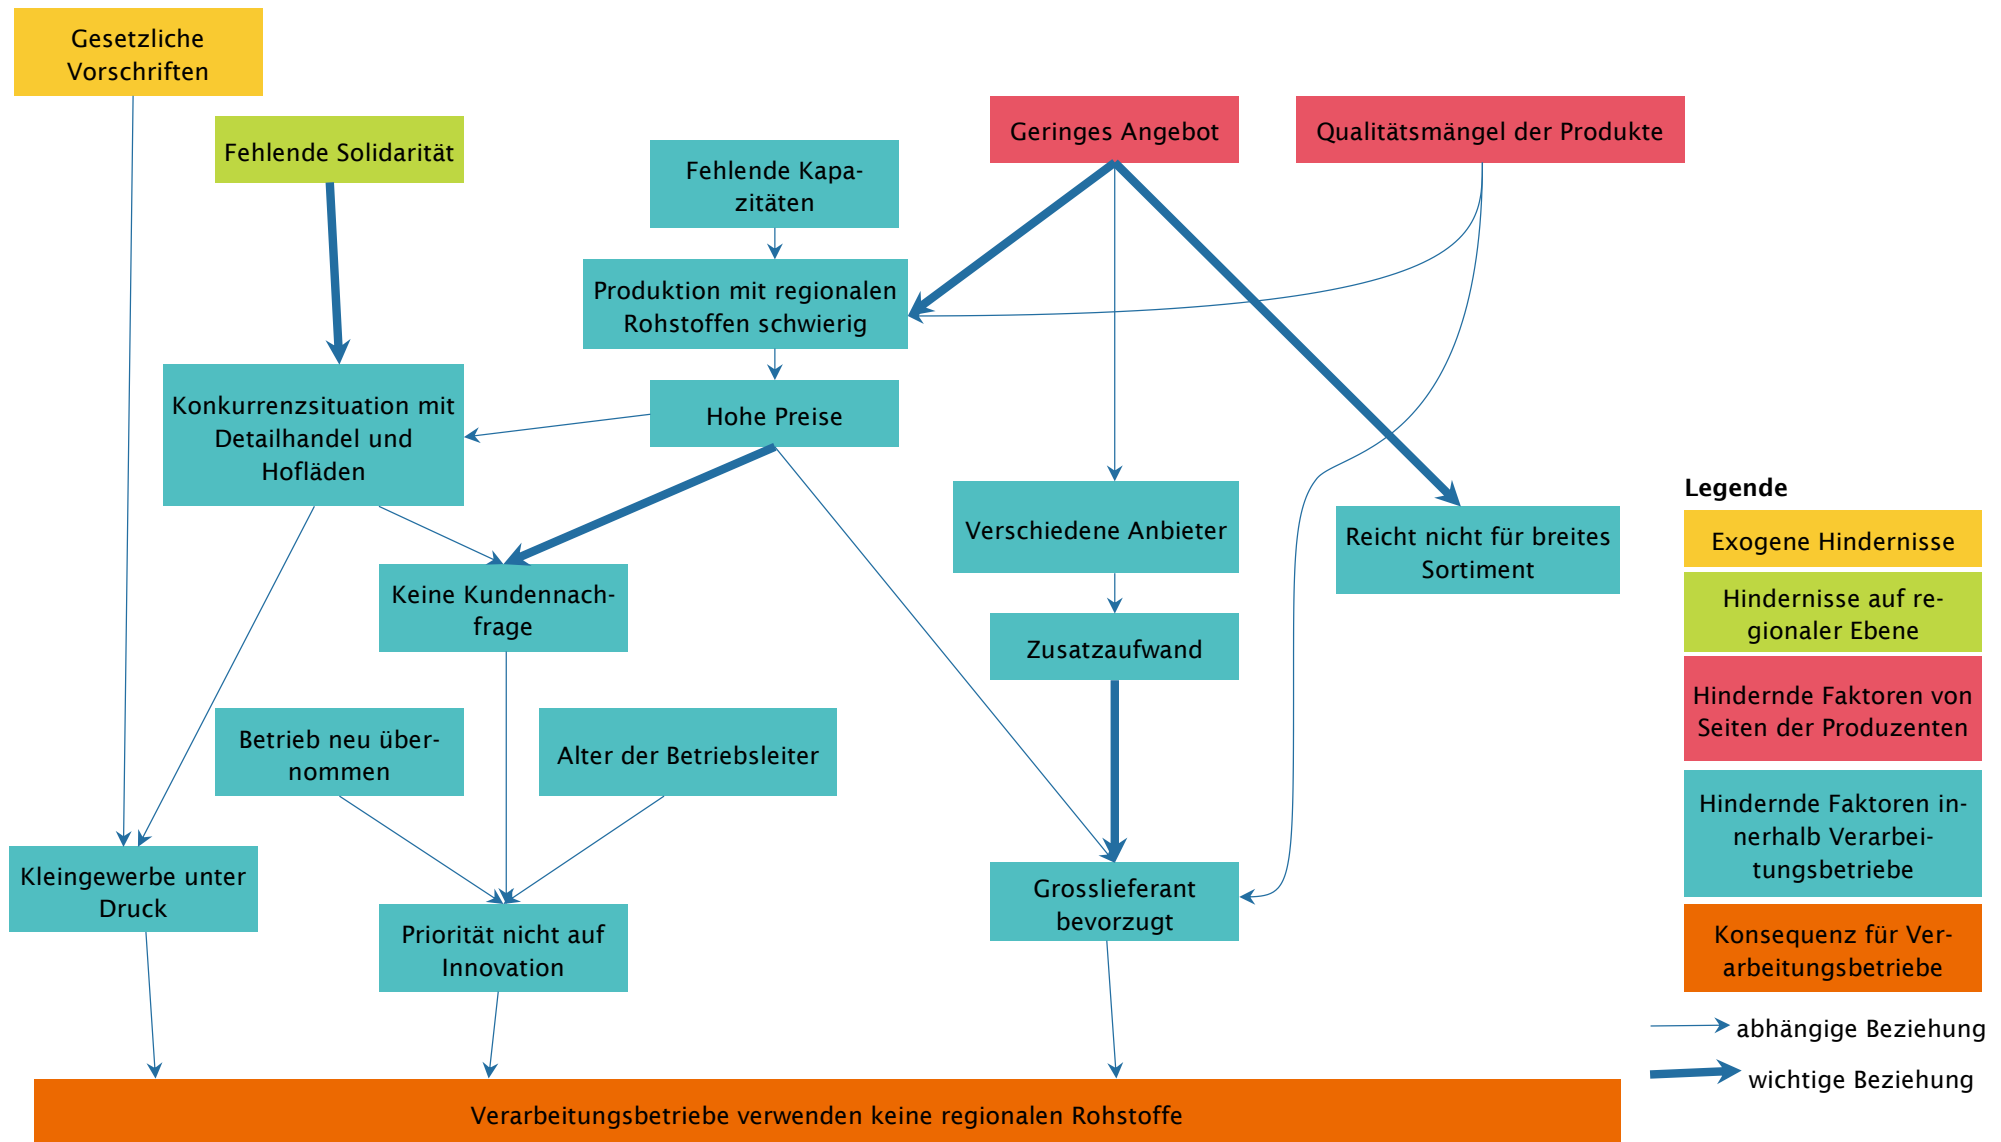 Gesetzliche
Vorschriften
Fehlende Solidarität
Fehlende Kapa-
zitäten
Geringes Angebot
Qualitätsmängel der Produkte
Produktion mit regionalen
Rohstoffen schwierig
Konkurrenzsituation mit
Detailhandel und
Hofläden
Hohe Preise
Verschiedene Anbieter
Reicht nicht für breites
Sortiment
Keine Kundennach-
frage
Zusatzaufwand
Betrieb neu über-
nommen
Alter der Betriebsleiter
Kleingewerbe unter
Druck
Priorität nicht auf
Innovation
Grosslieferant
bevorzugt
Verarbeitungsbetriebe verwenden keine regionalen Rohstoffe
Legende
Exogene Hindernisse
Hindernisse auf re-
gionaler Ebene
Hindernde Faktoren von
Seiten der Produzenten
Hindernde Faktoren in-
nerhalb Verarbei-
tungsbetriebe
Konsequenz für Ver-
arbeitungsbetriebe
abhängige Beziehung
wichtige Beziehung